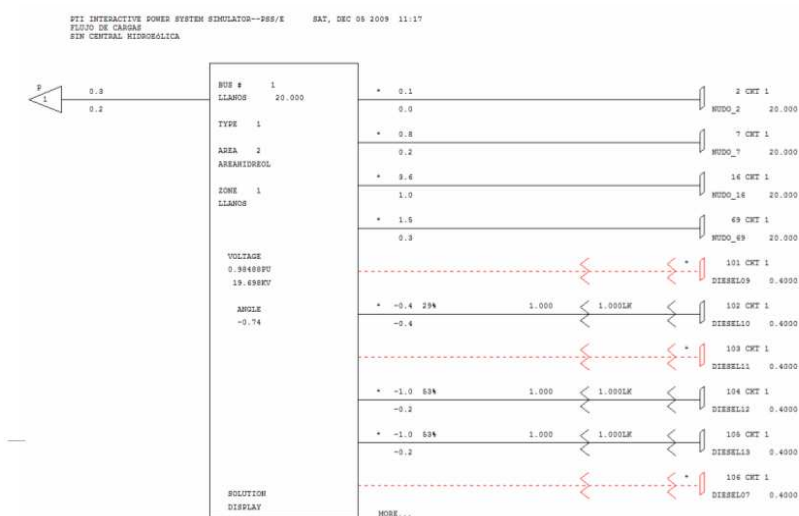 PTI INTERACTIVE POWER SYSTEM SIMULATOR--PSS/E SAT, DEC 05 2009 11:17
FLUJO DE CARGAS
SIN CENTRAL HIDROEÓLICA
P
1
0.3
0.2
BUS # 1
LLANOS 20.000
TYPE 1
AREA 2
AREAHIDREOL
ZONE 1
LLANOS
VOLTAGE
0.98488PU
19.698KV
ANGLE
-0.74
SOLUTION
DISPLAY
* 0.1 2 CKT 1
0.0 NUDO_2 20.000
* 0.8 7 CKT 1
0.2 NUDO_7 20.000
* 3.6 16 CKT 1
1.0 NUDO_16 20.000
* 1.5 69 CKT 1
0.3 NUDO_69 20.000
* 101 CKT 1
DIESEL09 0.4000
* -0.4 29% 1.000 1.000LK 102 CKT 1
-0.4 DIESEL10 0.4000
* 103 CKT 1
DIESEL11 0.4000
* -1.0 53% 1.000 1.000LK 104 CKT 1
-0.2 DIESEL12 0.4000
* -1.0 53% 1.000 1.000LK 105 CKT 1
-0.2 DIESEL13 0.4000
* 106 CKT 1
DIESEL07 0.4000
MORE...